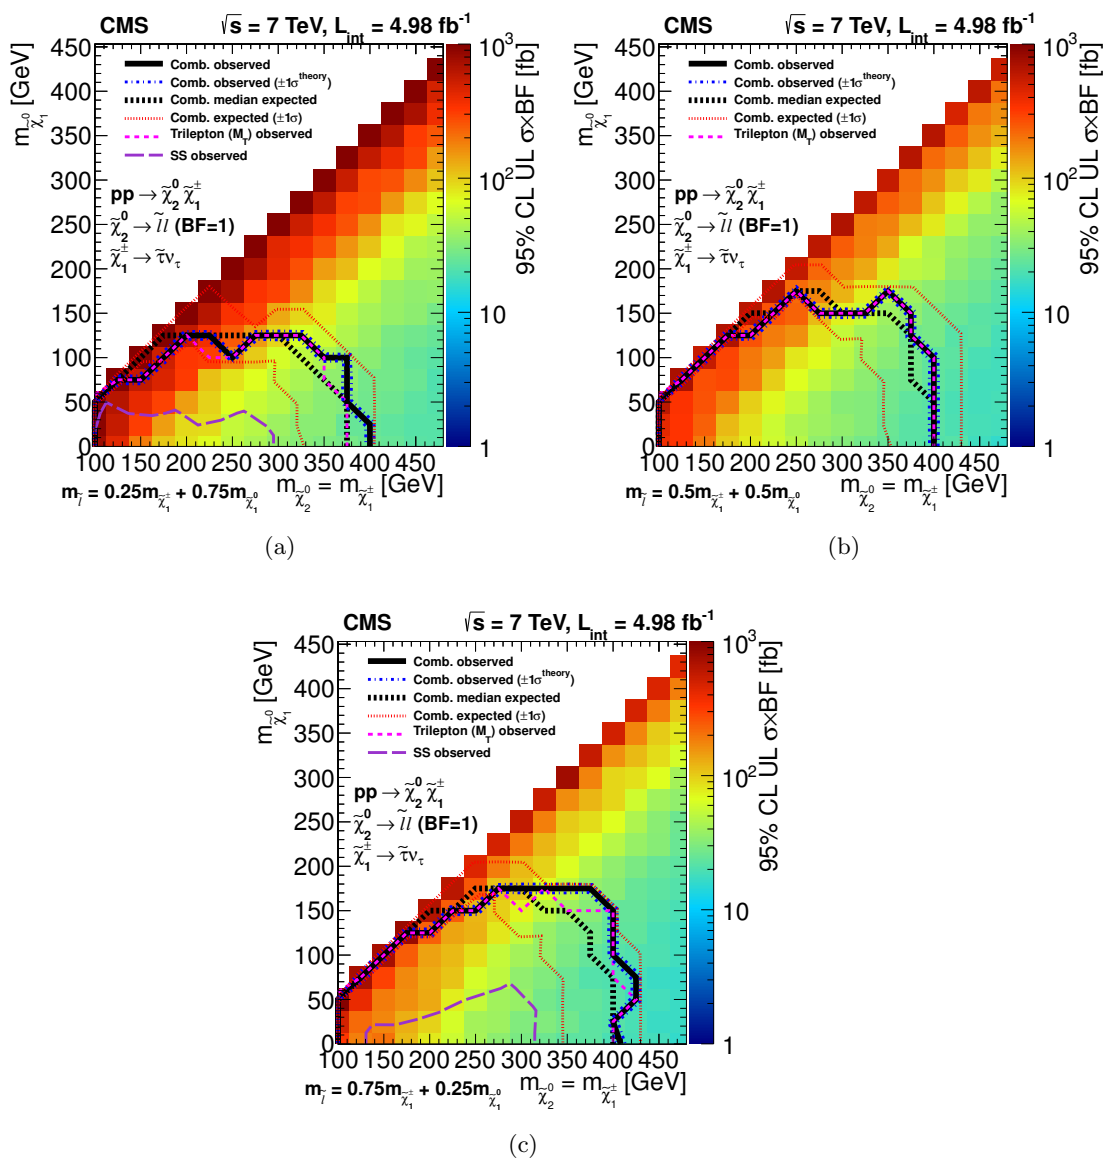 CMS √s = 7 TeV, L_int = 4.98 fb⁻¹
m_χ̃₁⁰ [GeV]
450
400
350
300
250
200
150
100
50
0
Comb. observed
Comb. observed (±1σ^theory)
Comb. median expected
Comb. expected (±1σ)
Trilepton (M_T) observed
SS observed
pp → χ̃₂⁰ χ̃₁±
χ̃₂⁰ → l̃l (BF=1)
χ̃₁± → τ̃ν_τ
100 150 200 250 300 350 400 450
m_l̃ = 0.25m_χ̃₁± + 0.75m_χ̃₁⁰
m_χ̃₂⁰ = m_χ̃₁± [GeV]
10³
10²
10
1
95% CL UL σ×BF [fb]
(a)
CMS √s = 7 TeV, L_int = 4.98 fb⁻¹
m_χ̃₁⁰ [GeV]
450
400
350
300
250
200
150
100
50
0
Comb. observed
Comb. observed (±1σ^theory)
Comb. median expected
Comb. expected (±1σ)
Trilepton (M_T) observed
pp → χ̃₂⁰ χ̃₁±
χ̃₂⁰ → l̃l (BF=1)
χ̃₁± → τ̃ν_τ
100 150 200 250 300 350 400 450
m_l̃ = 0.5m_χ̃₁± + 0.5m_χ̃₁⁰
m_χ̃₂⁰ = m_χ̃₁± [GeV]
10³
10²
10
1
95% CL UL σ×BF [fb]
(b)
CMS √s = 7 TeV, L_int = 4.98 fb⁻¹
m_χ̃₁⁰ [GeV]
450
400
350
300
250
200
150
100
50
0
Comb. observed
Comb. observed (±1σ^theory)
Comb. median expected
Comb. expected (±1σ)
Trilepton (M_T) observed
SS observed
pp → χ̃₂⁰ χ̃₁±
χ̃₂⁰ → l̃l (BF=1)
χ̃₁± → τ̃ν_τ
100 150 200 250 300 350 400 450
m_l̃ = 0.75m_χ̃₁± + 0.25m_χ̃₁⁰
m_χ̃₂⁰ = m_χ̃₁± [GeV]
10³
10²
10
1
95% CL UL σ×BF [fb]
(c)